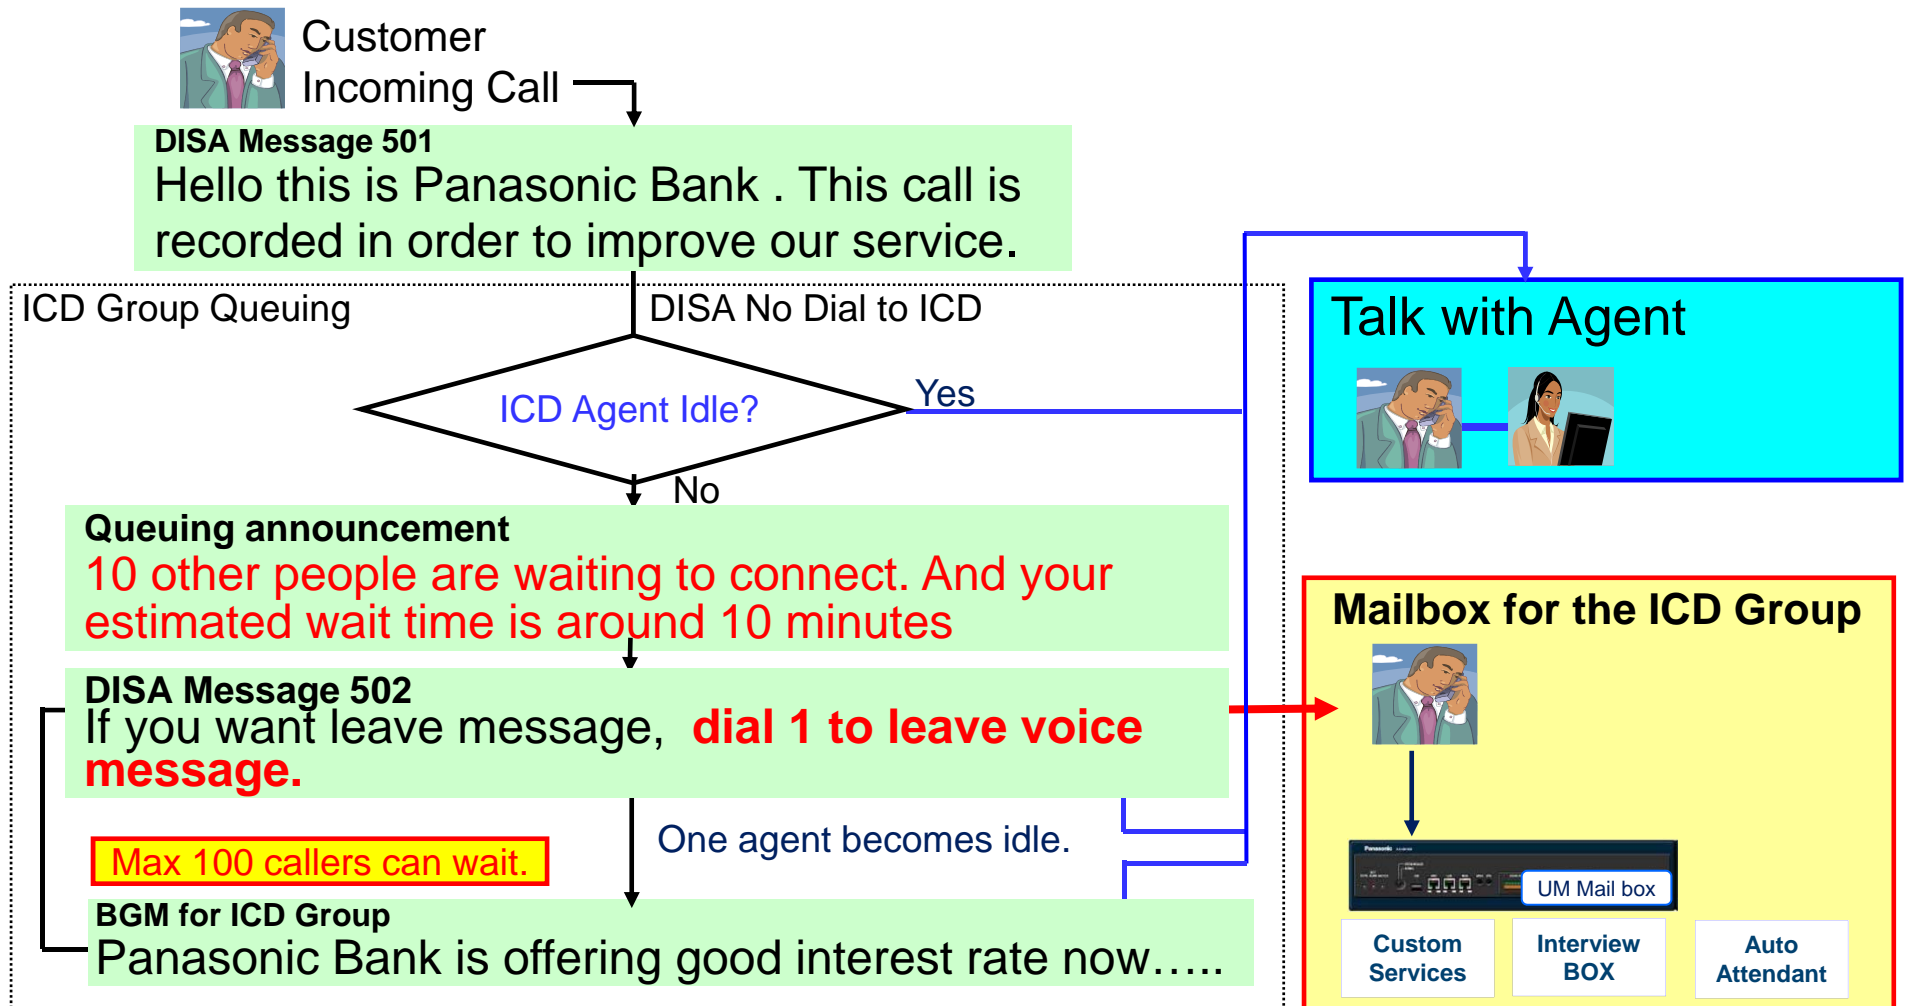 Customer
Incoming Call
DISA Message 501
Hello this is Panasonic Bank . This call is
recorded in order to improve our service.
ICD Group Queuing
DISA No Dial to ICD
ICD Agent Idle?
Yes
No
Talk with Agent
Queuing announcement
10 other people are waiting to connect. And your
estimated wait time is around 10 minutes
DISA Message 502
If you want leave message, dial 1 to leave voice
message.
One agent becomes idle.
Max 100 callers can wait.
BGM for ICD Group
Panasonic Bank is offering good interest rate now…..
Mailbox for the ICD Group
Panasonic
UM Mail box
Custom
Services
Interview
BOX
Auto
Attendant